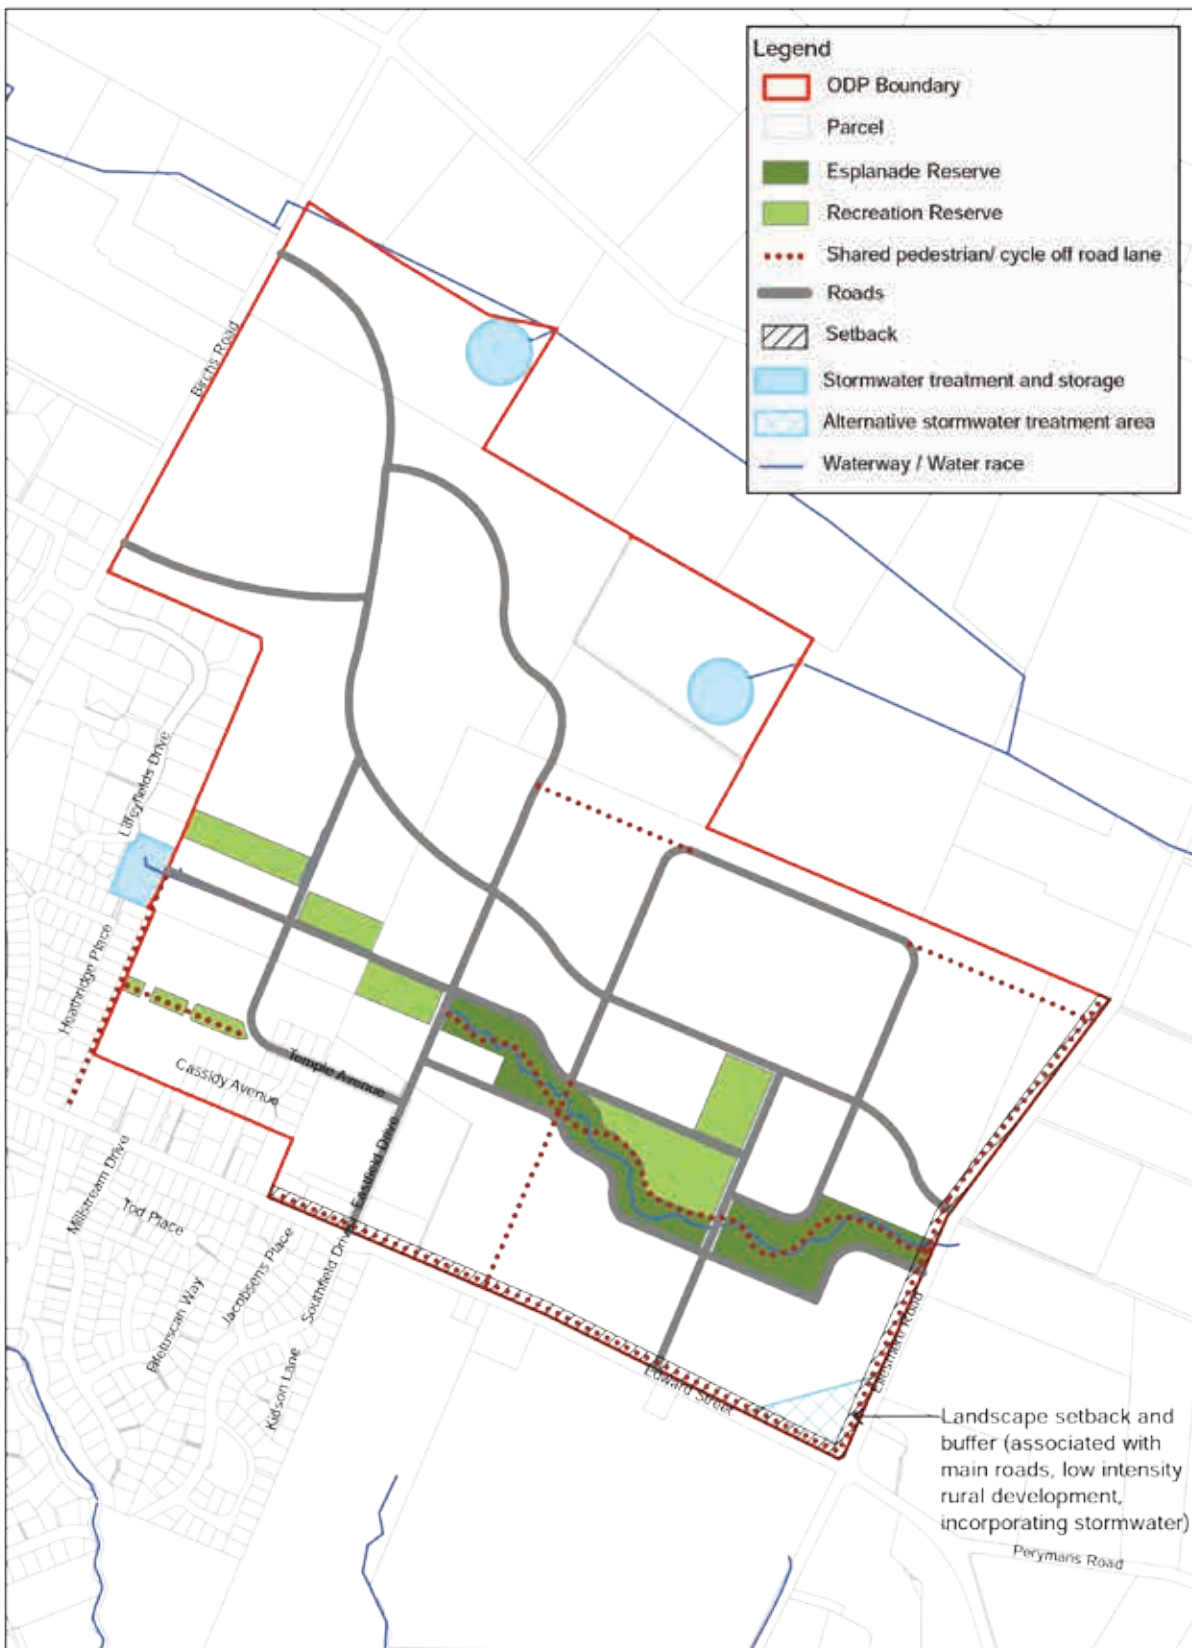 Legend
ODP Boundary
Parcel
Esplanade Reserve
Recreation Reserve
Shared pedestrian/ cycle off road lane
Roads
Setback
Stormwater treatment and storage
Alternative stormwater treatment area
Waterway / Water race
Birchs Road
Drive
Heathridge Place
Cassidy Avenue
Temple Avenue
Eastfield Drive
Millstream Drive
Tod Place
Jacobsens Place
Southfield Drive
Way
Kidson Lane
Edward Street
Ellesmere Road
Landscape setback and
buffer (associated with
main roads, low intensity
rural development,
incorporating stormwater)
Perymans Road